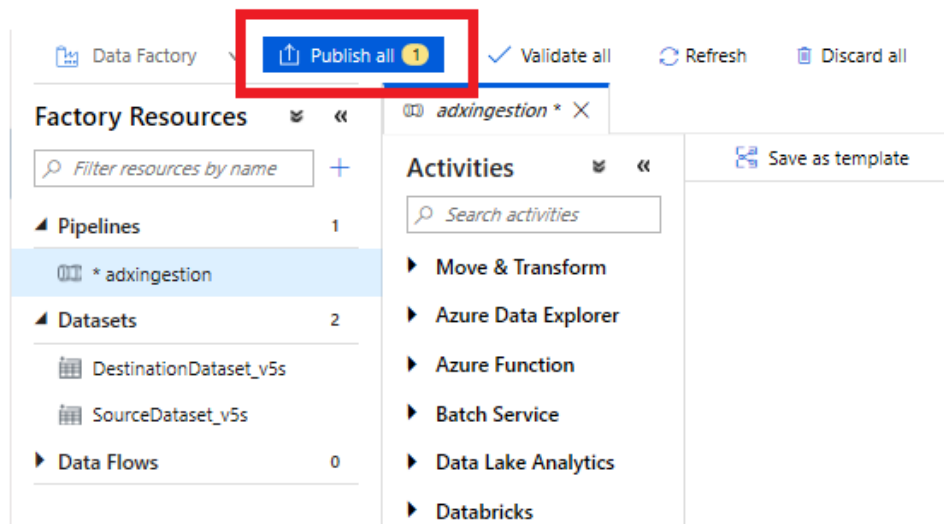 Data Factory
Publish all 1
Validate all
Refresh
Discard all
Factory Resources
Filter resources by name
Pipelines 1
* adxingestion
Datasets 2
DestinationDataset_v5s
SourceDataset_v5s
Data Flows 0
adxingestion *
Activities
Search activities
Move & Transform
Azure Data Explorer
Azure Function
Batch Service
Data Lake Analytics
Databricks
Save as template